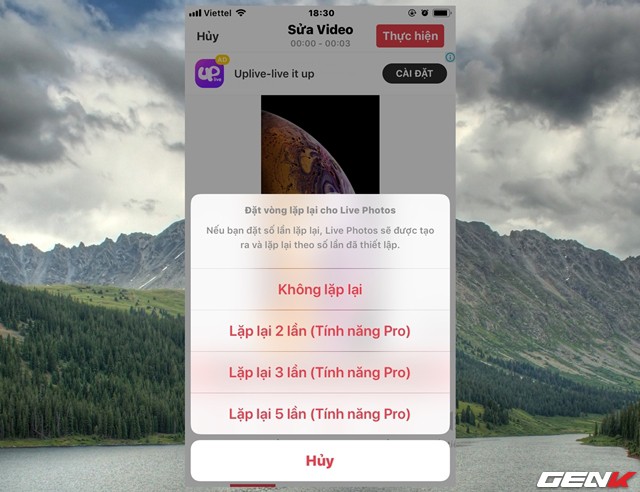 Viettel 18:30
Hủy Sửa Video Thực hiện
00:00 - 00:03
AD
up live Uplive-live it up CÀI ĐẶT
Đặt vòng lặp lại cho Live Photos
Nếu bạn đặt số lần lặp lại, Live Photos sẽ được tạo
ra và lặp lại theo số lần đã thiết lập.
Không lặp lại
Lặp lại 2 lần (Tính năng Pro)
Lặp lại 3 lần (Tính năng Pro)
Lặp lại 5 lần (Tính năng Pro)
Hủy
GENK